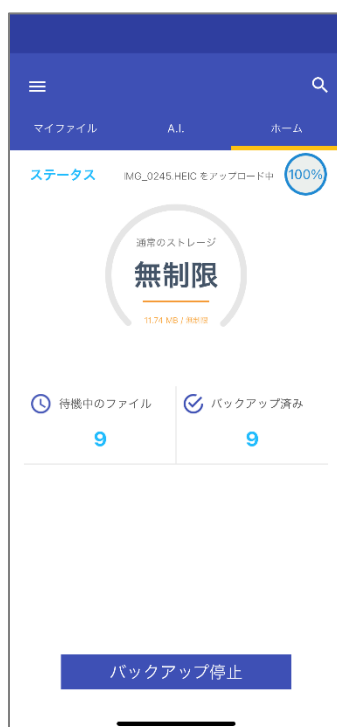 マイファイル A.I. ホーム
ステータス IMG_0245.HEIC をアップロード中 100%
通常のストレージ
無制限
11.74 MB / 無制限
待機中のファイル バックアップ済み
9 9
バックアップ停止